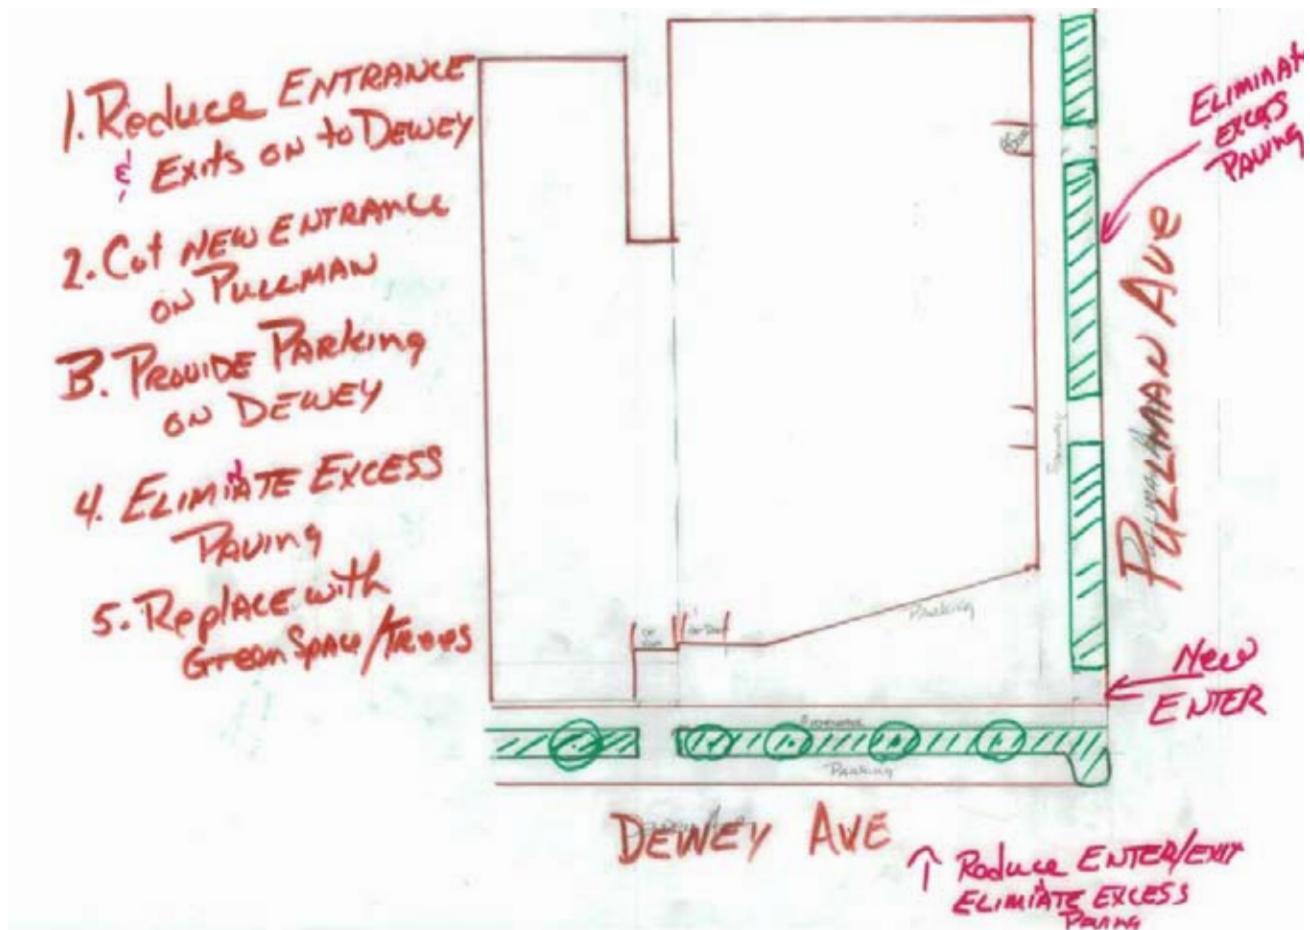 1. Reduce ENTRANCE
& Exits ON to DEWEY
2. Cut NEW ENTRANCE
ON PULLMAN
3. PROVIDE PARKING
ON DEWEY
4. ELIMIATE EXCESS
n
PAVING
5. REPLACE with
Green Space/Trees
ELIMINATE
EXCESS
PAVING
PULLMAN AVE
PARKING
New
ENTER
SIDEWALK
PARKING
DEWEY AVE
↑ Reduce ENTER/EXIT
ELIMIATE EXCESS
n
PAVING